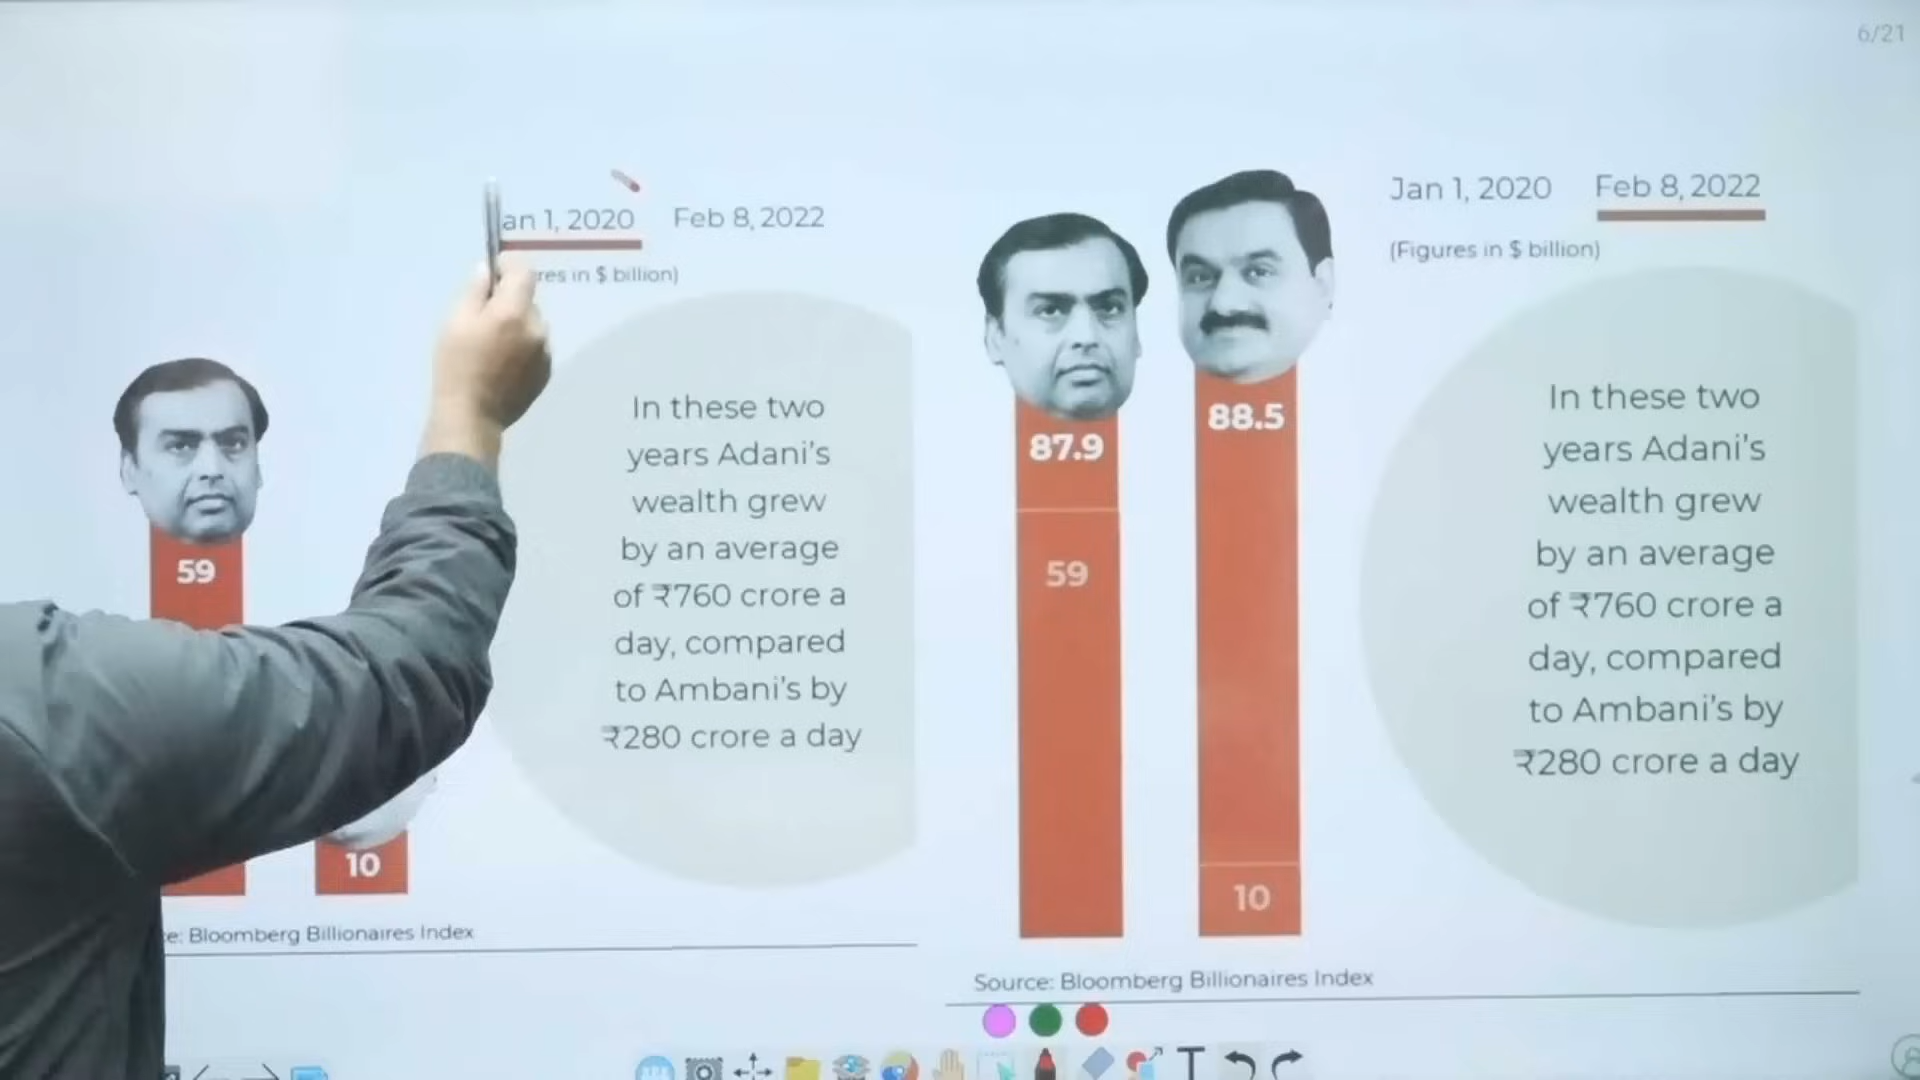 6/21
an 1, 2020 Feb 8, 2022
res in $ billion)
59
10
In these two
years Adani's
wealth grew
by an average
of ₹760 crore a
day, compared
to Ambani's by
₹280 crore a day
e: Bloomberg Billionaires Index
Jan 1, 2020 Feb 8, 2022
(Figures in $ billion)
87.9
88.5
59
10
In these two
years Adani's
wealth grew
by an average
of ₹760 crore a
day, compared
to Ambani's by
₹280 crore a day
Source: Bloomberg Billionaires Index
T